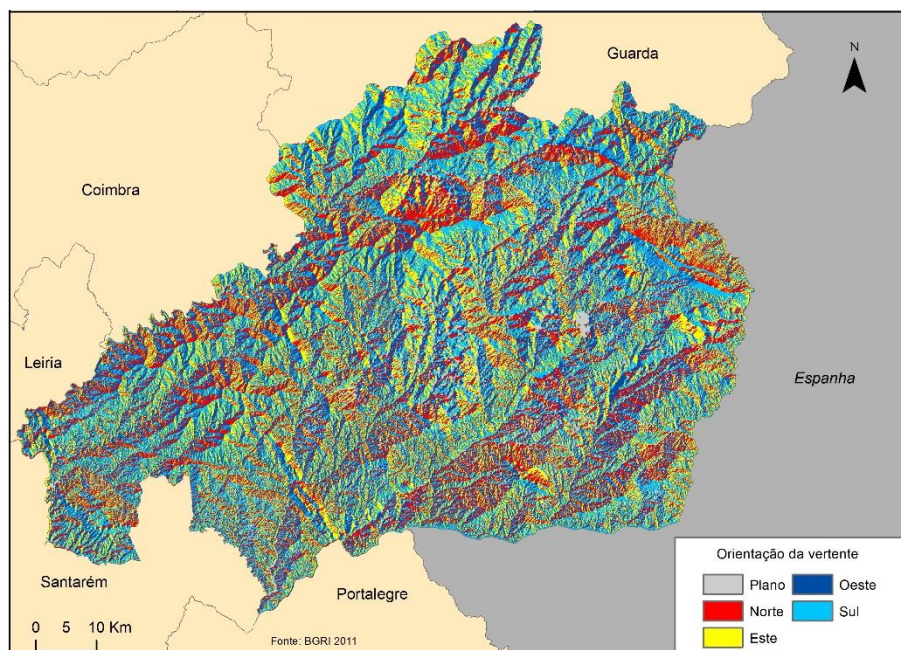 Guarda
N
Coimbra
Leiria
Espanha
Santarém
Portalegre
0 5 10 Km
Fonte: BGRI 2011
Orientação da vertente
Plano Oeste
Norte Sul
Este